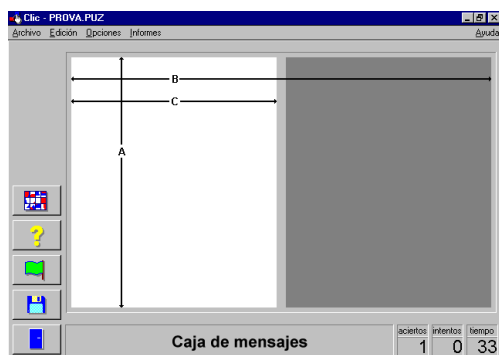 Clic - PROVA.PUZ
Archivo Edición Opciones Informes Ayuda
B
C
A
?
Caja de mensajes
aciertos intentos tiempo
1 0 33